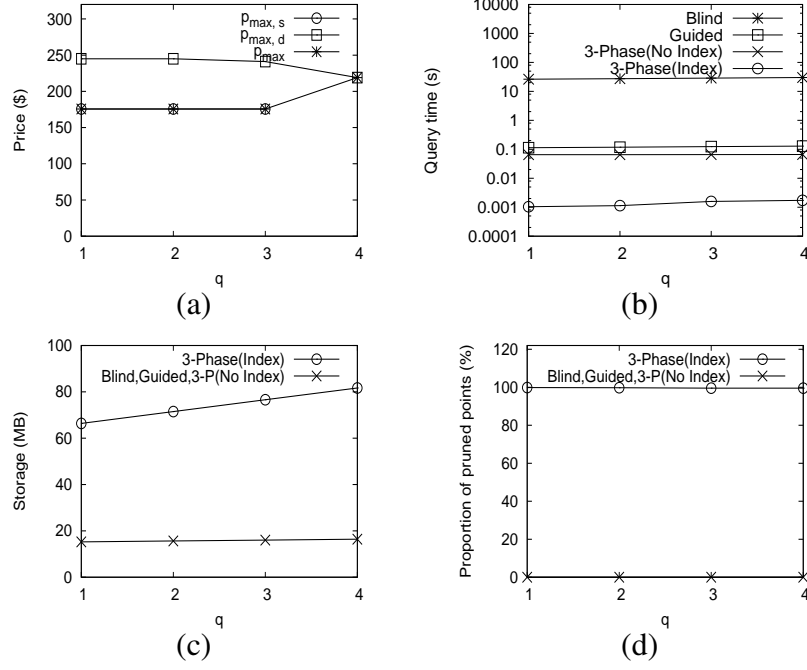 p max, s
p max, d
p max
Price ($)
300
250
200
150
100
50
0
1 2 3 4
q
(a)
Blind
Guided
3-Phase(No Index)
3-Phase(Index)
Query time (s)
10000
1000
100
10
1
0.1
0.01
0.001
0.0001
1 2 3 4
q
(b)
3-Phase(Index)
Blind,Guided,3-P(No Index)
Storage (MB)
100
80
60
40
20
0
1 2 3 4
q
(c)
3-Phase(Index)
Blind,Guided,3-P(No Index)
Proportion of pruned points (%)
120
100
80
60
40
20
0
1 2 3 4
q
(d)